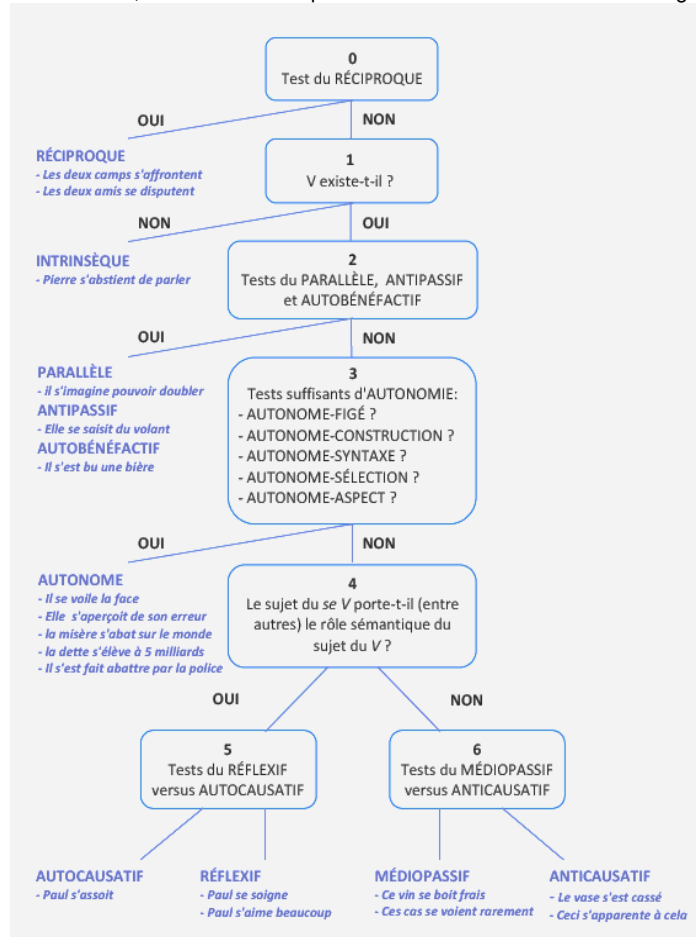 0
Test du RÉCIPROQUE
OUI
NON
RÉCIPROQUE
- Les deux camps s'affrontent
- Les deux amis se disputent
1
V existe-t-il ?
NON
OUI
INTRINSÈQUE
- Pierre s'abstient de parler
2
Tests du PARALLÈLE, ANTIPASSIF
et AUTOBÉNÉFACTIF
OUI
NON
PARALLÈLE
- il s'imagine pouvoir doubler
ANTIPASSIF
- Elle se saisit du volant
AUTOBÉNÉFACTIF
- Il s'est bu une bière
3
Tests suffisants d'AUTONOMIE:
- AUTONOME-FIGÉ ?
- AUTONOME-CONSTRUCTION ?
- AUTONOME-SYNTAXE ?
- AUTONOME-SÉLECTION ?
- AUTONOME-ASPECT ?
OUI
NON
AUTONOME
- Il se voile la face
- Elle s'aperçoit de son erreur
- la misère s'abat sur le monde
- la dette s'élève à 5 milliards
- Il s'est fait abattre par la police
4
Le sujet du se V porte-t-il (entre
autres) le rôle sémantique du
sujet du V ?
OUI
NON
5
Tests du RÉFLEXIF
versus AUTOCAUSATIF
6
Tests du MÉDIOPASSIF
versus ANTICAUSATIF
AUTOCAUSATIF
- Paul s'assoit
RÉFLEXIF
- Paul se soigne
- Paul s'aime beaucoup
MÉDIOPASSIF
- Ce vin se boit frais
- Ces cas se voient rarement
ANTICAUSATIF
- Le vase s'est cassé
- Ceci s'apparente à cela